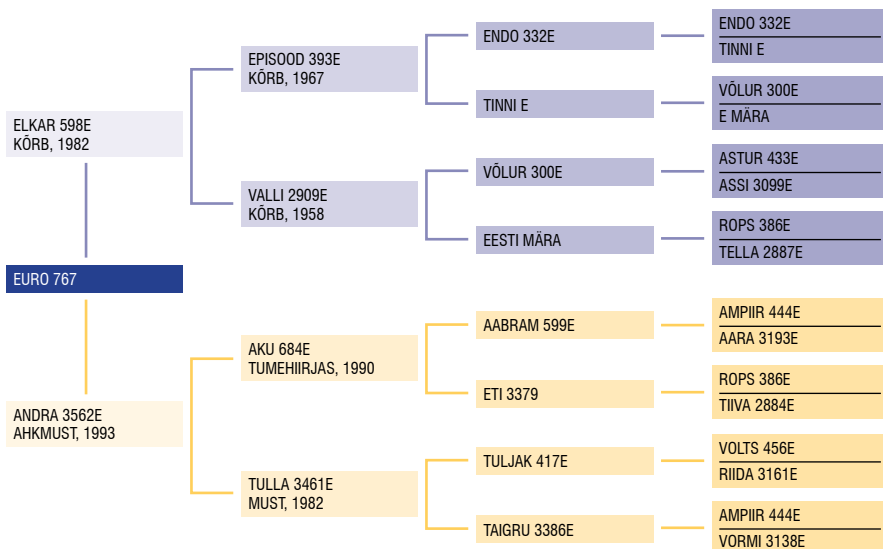 ELKAR 598E
KÕRB, 1982
EURO 767
ANDRA 3562E
AHKMUST, 1993
EPISOOD 393E
KÕRB, 1967
VALLI 2909E
KÕRB, 1958
AKU 684E
TUMEHIIRJAS, 1990
TULLA 3461E
MUST, 1982
ENDO 332E
TINNI E
VÕLUR 300E
EESTI MÄRA
AABRAM 599E
ETI 3379
TULJAK 417E
TAIGRU 3386E
ENDO 332E
TINNI E
VÕLUR 300E
E MÄRA
ASTUR 433E
ASSI 3099E
ROPS 386E
TELLA 2887E
AMPIIR 444E
AARA 3193E
ROPS 386E
TIIVA 2884E
VOLTS 456E
RIIDA 3161E
AMPIIR 444E
VORMI 3138E